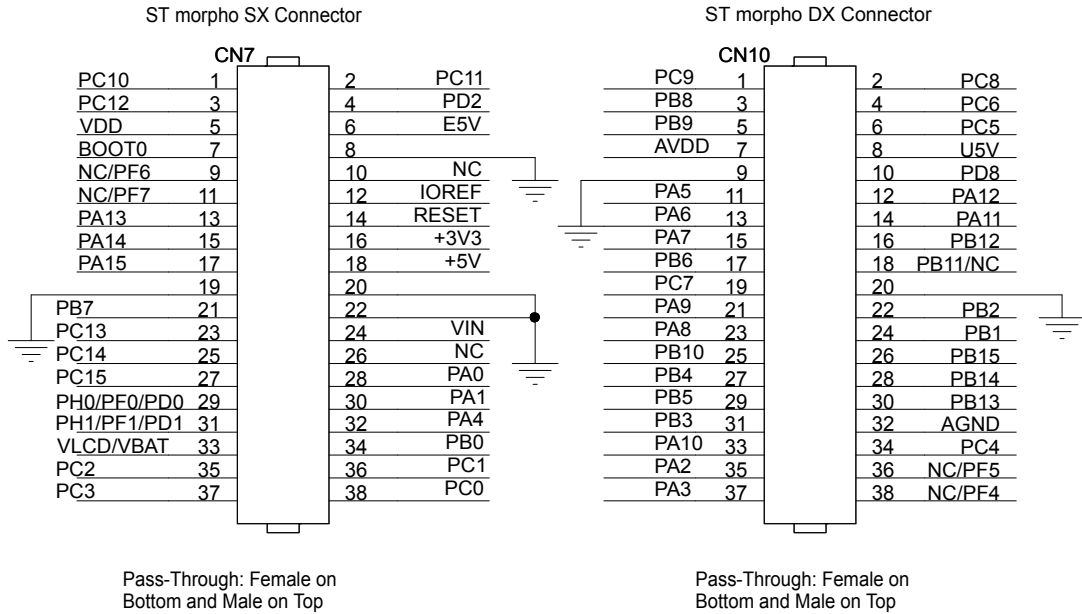 ST morpho SX Connector
CN7
PC10 1 2 PC11
PC12 3 4 PD2
VDD 5 6 E5V
BOOT0 7 8
NC/PF6 9 10 NC
NC/PF7 11 12 IOREF
PA13 13 14 RESET
PA14 15 16 +3V3
PA15 17 18 +5V
19 20
PB7 21 22
PC13 23 24 VIN
PC14 25 26 NC
PC15 27 28 PA0
PH0/PF0/PD0 29 30 PA1
PH1/PF1/PD1 31 32 PA4
VLCD/VBAT 33 34 PB0
PC2 35 36 PC1
PC3 37 38 PC0
Pass-Through: Female on
Bottom and Male on Top
ST morpho DX Connector
CN10
PC9 1 2 PC8
PB8 3 4 PC6
PB9 5 6 PC5
AVDD 7 8 U5V
9 10 PD8
PA5 11 12 PA12
PA6 13 14 PA11
PA7 15 16 PB12
PB6 17 18 PB11/NC
PC7 19 20
PA9 21 22 PB2
PA8 23 24 PB1
PB10 25 26 PB15
PB4 27 28 PB14
PB5 29 30 PB13
PB3 31 32 AGND
PA10 33 34 PC4
PA2 35 36 NC/PF5
PA3 37 38 NC/PF4
Pass-Through: Female on
Bottom and Male on Top